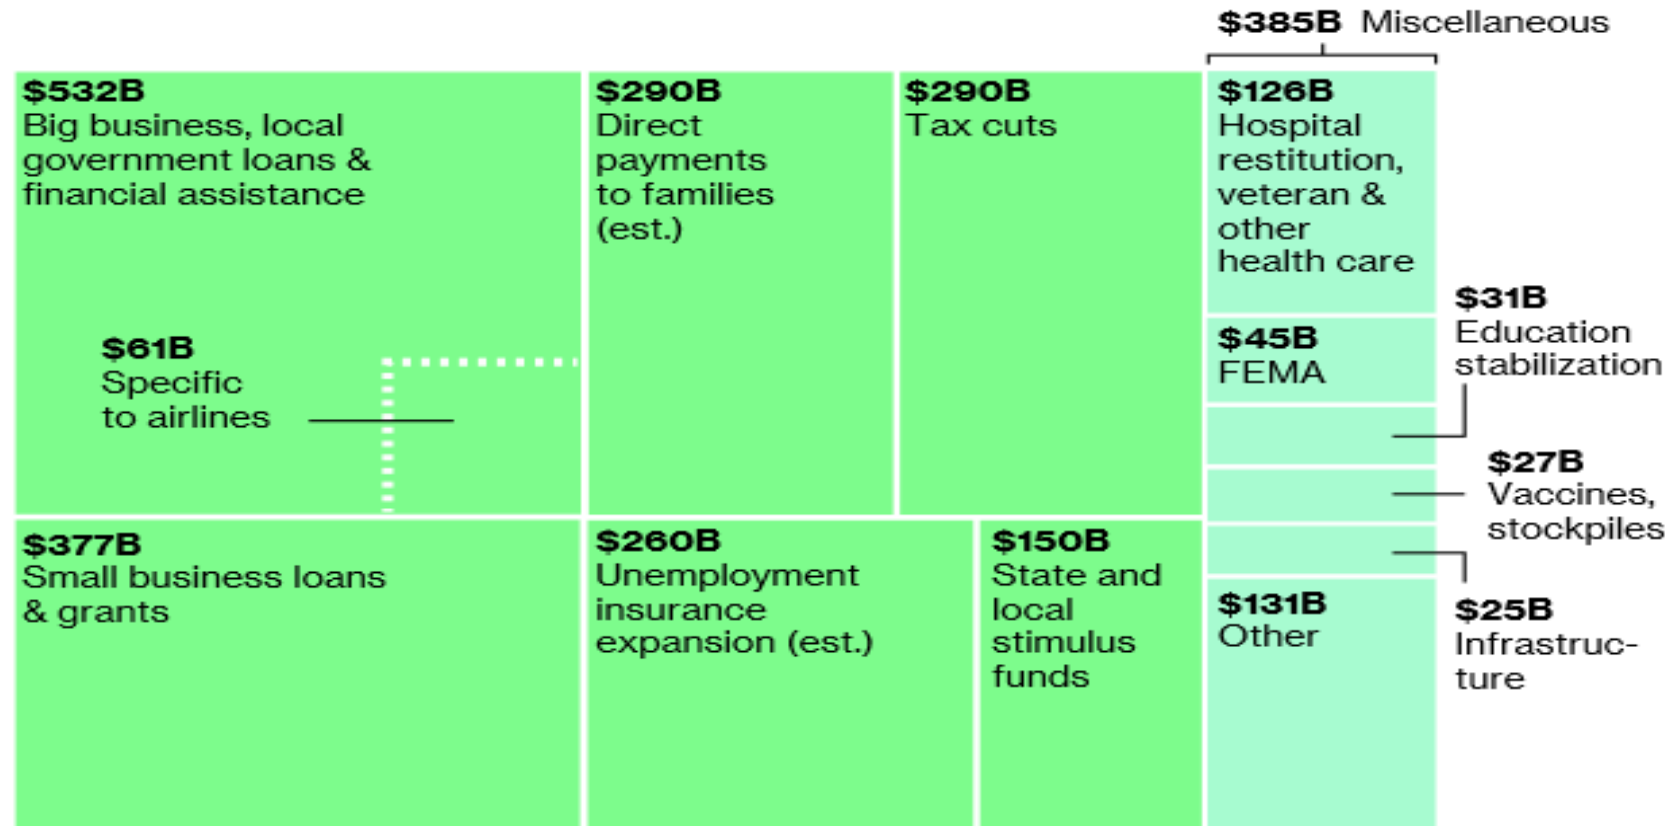 $385B Miscellaneous
$532B
Big business, local
government loans &
financial assistance
$61B
Specific
to airlines
$290B
Direct
payments
to families
(est.)
$290B
Tax cuts
$126B
Hospital
restitution,
veteran &
other
health care
$45B
FEMA
$31B
Education
stabilization
$27B
Vaccines,
stockpiles
$25B
Infrastruc-
ture
$131B
Other
$377B
Small business loans
& grants
$260B
Unemployment
insurance
expansion (est.)
$150B
State and
local
stimulus
funds